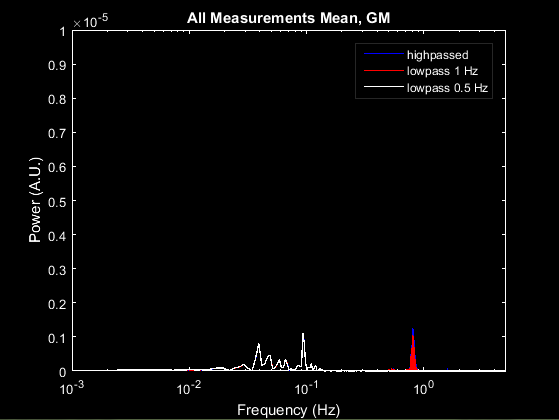 All Measurements Mean, GM
×10^-5
1
0.9
0.8
0.7
0.6
0.5
0.4
0.3
0.2
0.1
0
Power (A.U.)
highpassed
lowpass 1 Hz
lowpass 0.5 Hz
10^-3 10^-2 10^-1 10^0
Frequency (Hz)